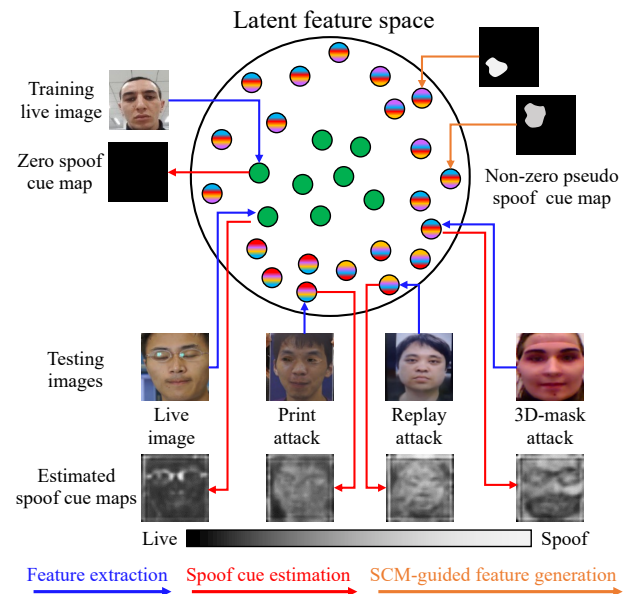 Latent feature space
Training
live image
Zero spoof
cue map
Non-zero pseudo
spoof cue map
Testing
images
Live
image
Print
attack
Replay
attack
3D-mask
attack
Estimated
spoof cue maps
Live
Spoof
Feature extraction
Spoof cue estimation
SCM-guided feature generation